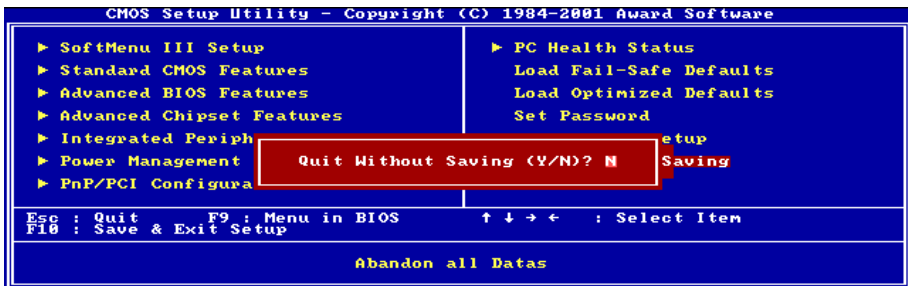 CMOS Setup Utility - Copyright (C) 1984-2001 Award Software
► SoftMenu III Setup
► Standard CMOS Features
► Advanced BIOS Features
► Advanced Chipset Features
► Integrated Periph
► Power Management
► PnP/PCI Configura
► PC Health Status
Load Fail-Safe Defaults
Load Optimized Defaults
Set Password
etup
Saving
Quit Without Saving (Y/N)? N
Esc : Quit F9 : Menu in BIOS ↑ ↓ → ← : Select Item
F10 : Save & Exit Setup
Abandon all Datas